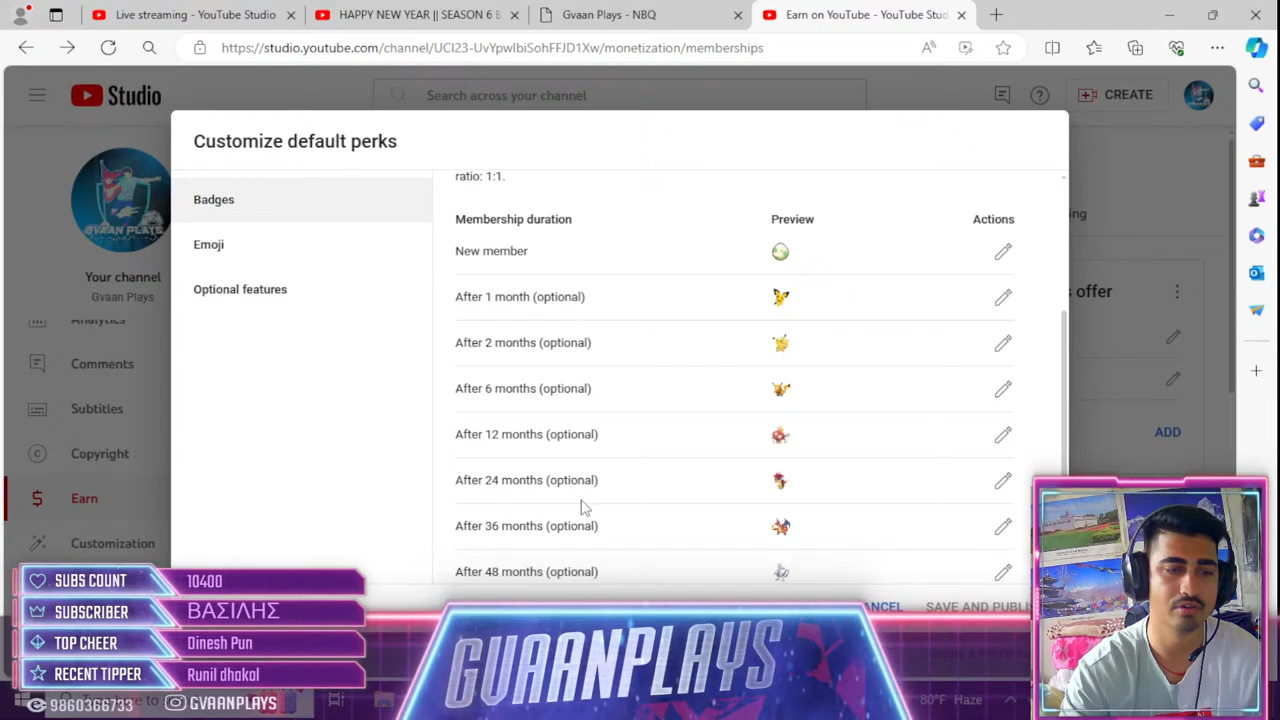 Live streaming - YouTube Studio
HAPPY NEW YEAR || SEASON 6 B
Gvaan Plays - NBQ
Earn on YouTube - YouTube Stud
https://studio.youtube.com/channel/UCI23-UvYpwIbiSohFFJD1Xw/monetization/memberships
Studio
Search across your channel
CREATE
Customize default perks
Badges
Emoji
Optional features
ratio: 1:1.
Membership duration
Preview
Actions
New member
After 1 month (optional)
After 2 months (optional)
After 6 months (optional)
After 12 months (optional)
After 24 months (optional)
After 36 months (optional)
After 48 months (optional)
ANCEL
SAVE AND PUBLI
ing
s offer
ADD
GVAAN PLAYS
Your channel
Gvaan Plays
Analytics
Comments
Subtitles
Copyright
Earn
Customization
SUBS COUNT
10400
SUBSCRIBER
ΒΑΣΙΛΗΣ
TOP CHEER
Dinesh Pun
RECENT TIPPER
Runil dhakal
9860366733
GVAANPLAYS
GVAANPLAYS
80°F Haze